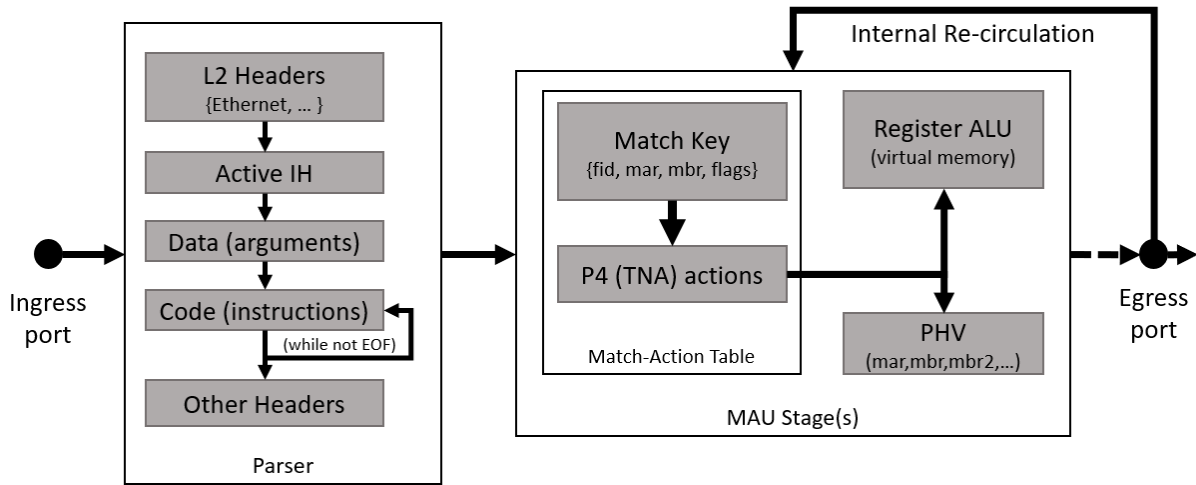 Ingress
port
L2 Headers
{Ethernet, ... }
Active IH
Data (arguments)
Code (instructions)
(while not EOF)
Other Headers
Parser
Internal Re-circulation
Match Key
{fid, mar, mbr, flags}
P4 (TNA) actions
Match-Action Table
Register ALU
(virtual memory)
PHV
(mar,mbr,mbr2,...)
MAU Stage(s)
Egress
port